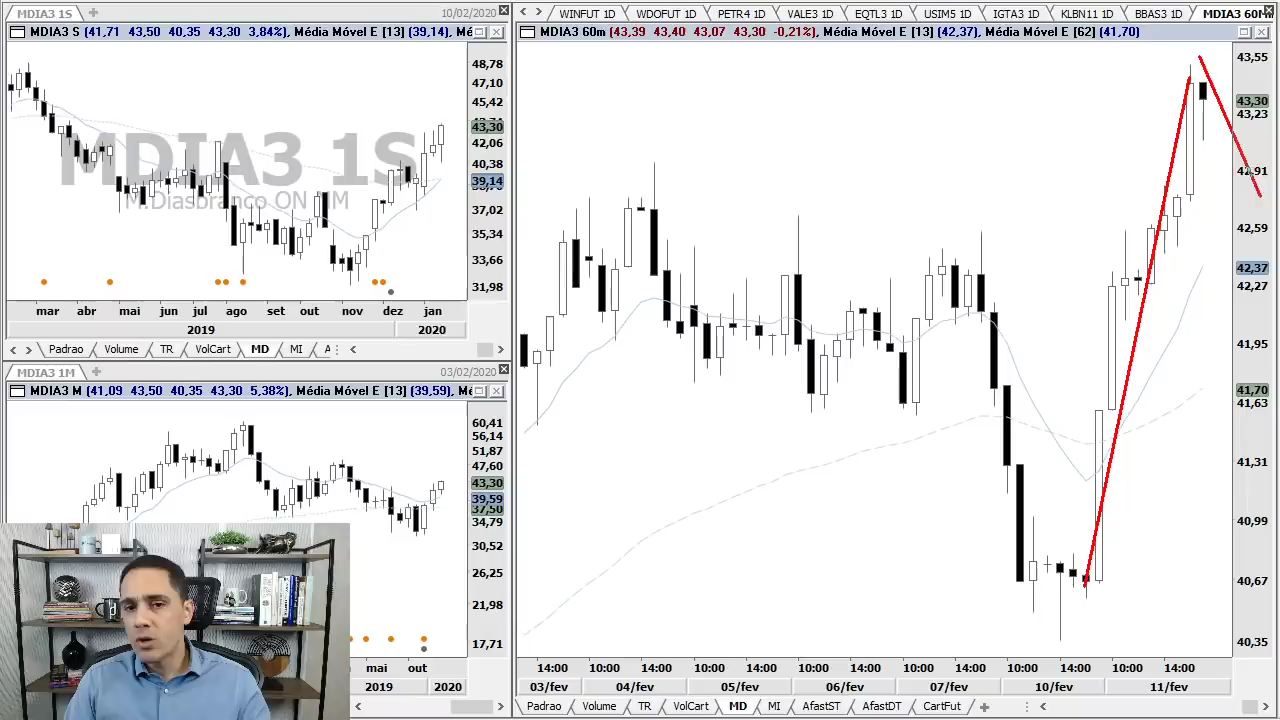 MDIA3 1S
10/02/2020
MDIA3 S (41,71 43,50 40,35 43,30 3,84%), Média Móvel E [13] (39,14), Mé
48,78
47,10
45,42
43,30
42,06
40,38
39,14
37,02
35,34
33,66
31,98
MDIA3 1S
M.Diasbranco ON NM
mar abr mai jun jul ago set out nov dez jan
2019 2020
Padrao Volume TR VolCart MD MI A
MDIA3 1M
03/02/2020
MDIA3 M (41,09 43,50 40,35 43,30 5,38%), Média Móvel E [13] (39,59), Mé
60,41
56,14
51,87
47,60
43,30
39,59
37,50
34,79
30,52
26,25
21,98
17,71
mai out
2019 2020
WINFUT 1D WDOFUT 1D PETR4 1D VALE3 1D EQTL3 1D USIM5 1D IGTA3 1D KLBN11 1D BBAS3 1D MDIA3 60m
MDIA3 60m (43,39 43,40 43,07 43,30 -0,21%), Média Móvel E [13] (42,37), Média Móvel E [62] (41,70)
43,55
43,30
43,23
42,91
42,59
42,37
42,27
41,95
41,70
41,63
41,31
40,99
40,67
40,35
14:00 10:00 14:00 10:00 14:00 10:00 14:00 10:00 14:00 10:00 14:00 10:00 14:00
03/fev 04/fev 05/fev 06/fev 07/fev 10/fev 11/fev
Padrao Volume TR VolCart MD MI AfastST AfastDT CartFut